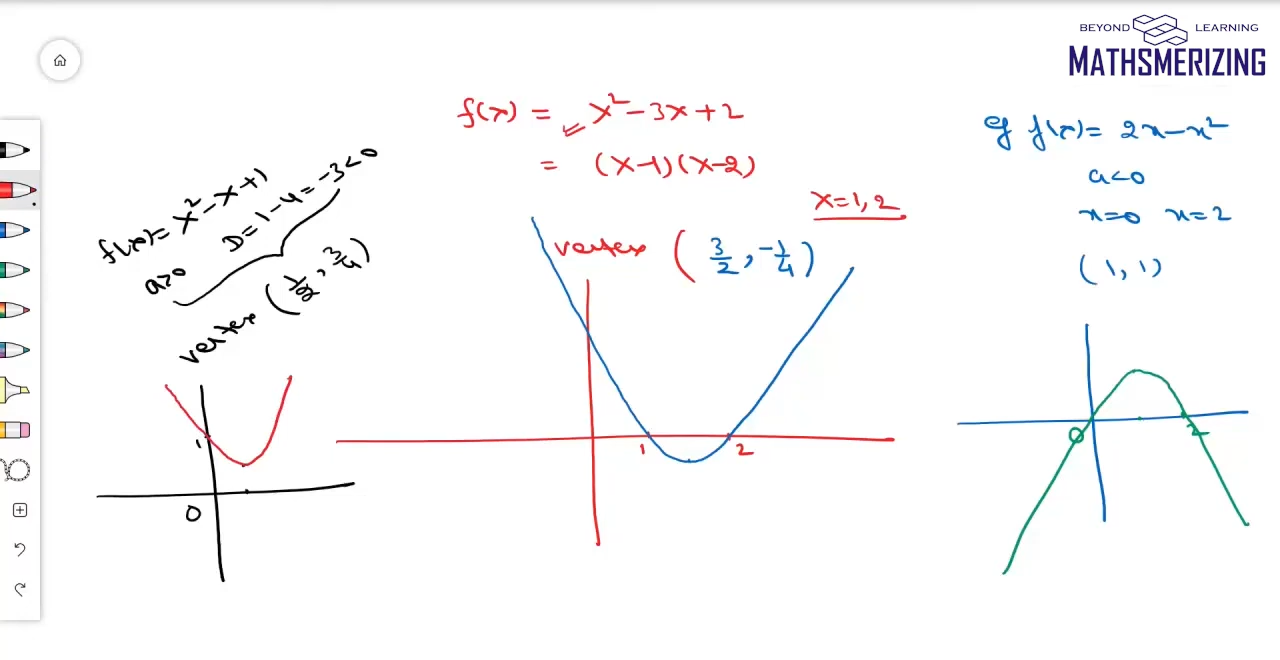 BEYOND LEARNING
MATHSMERIZING
f(x) = x² - x + 1
a>0 D = 1 - 4 = -3 < 0
vertex (1/2, 3/4)
1
0
f(x) = x² - 3x + 2
= (x-1)(x-2)
x = 1, 2
vertex (3/2, -1/4)
1 2
eg f(x) = 2x - x²
a<0
x=0 x=2
(1, 1)
0 2